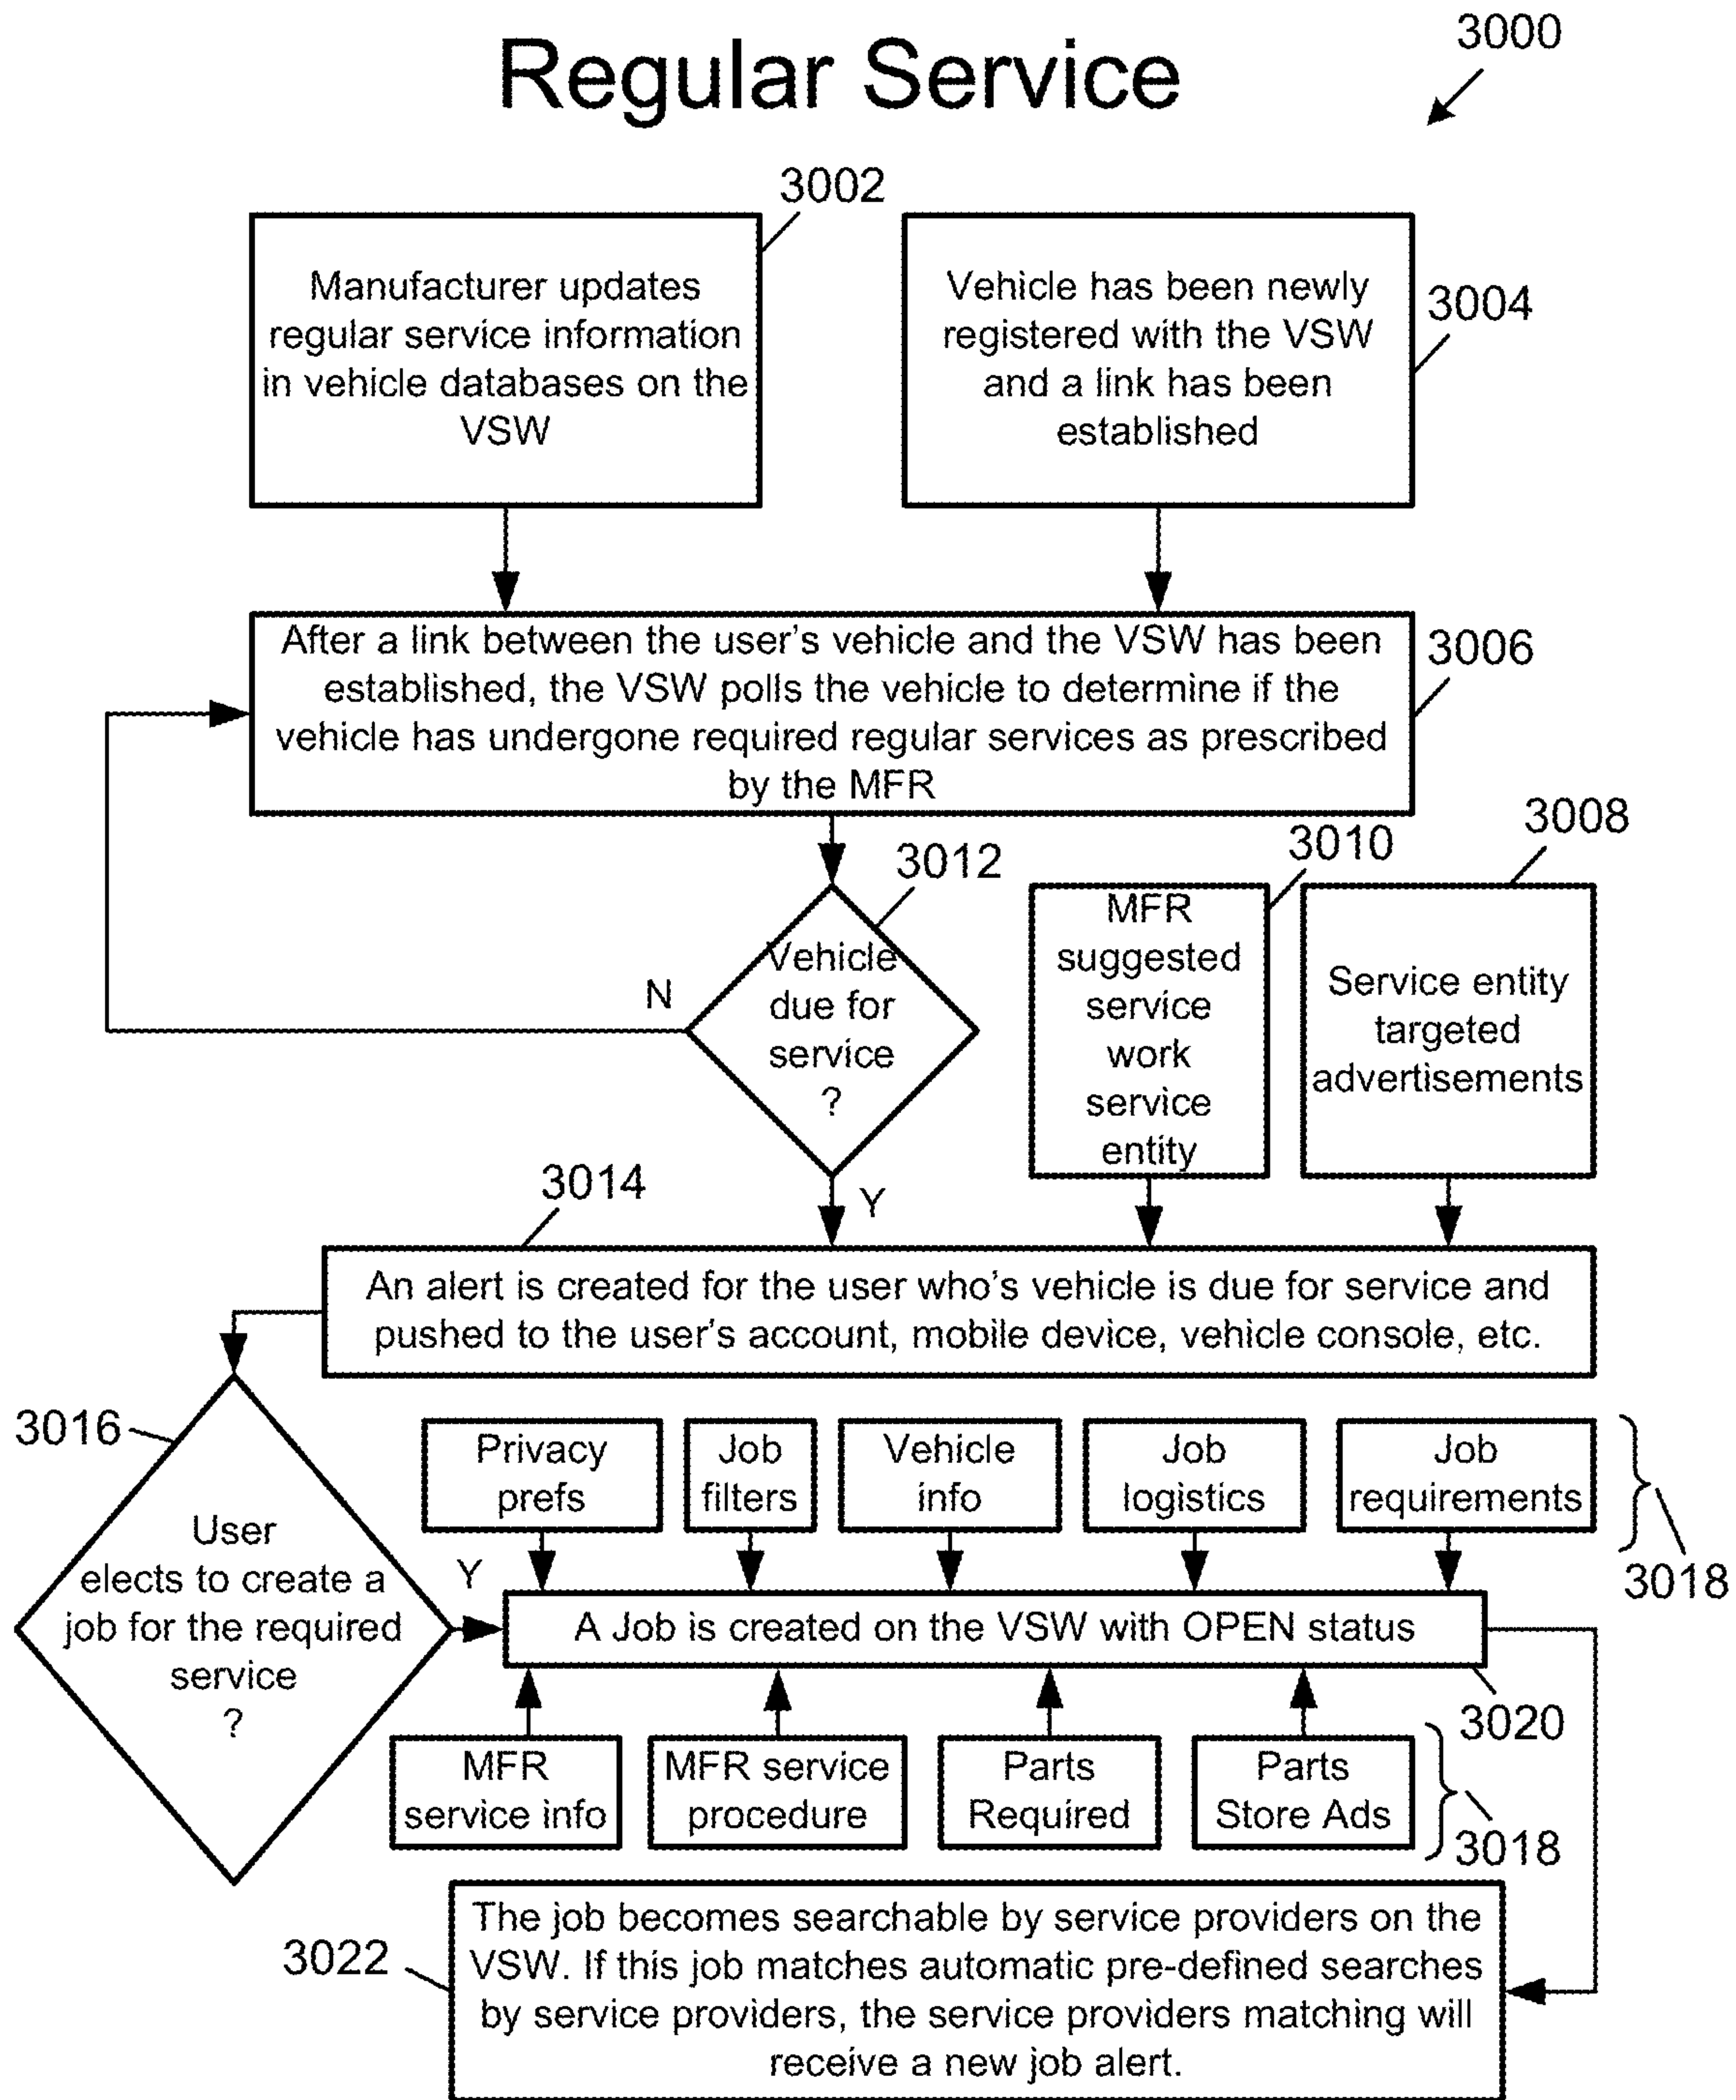 Regular Service
3000
3002
Manufacturer updates
regular service information
in vehicle databases on the
VSW
Vehicle has been newly
registered with the VSW
and a link has been
established
3004
After a link between the user's vehicle and the VSW has been
established, the VSW polls the vehicle to determine if the
vehicle has undergone required regular services as prescribed
by the MFR
3006
3008
3010
3012
Vehicle
due for
service
?
N
Y
MFR
suggested
service
work
service
entity
Service entity
targeted
advertisements
3014
An alert is created for the user who's vehicle is due for service and
pushed to the user's account, mobile device, vehicle console, etc.
3016
User
elects to create a
job for the required
service
?
Y
Privacy
prefs
Job
filters
Vehicle
info
Job
logistics
Job
requirements
3018
A Job is created on the VSW with OPEN status
3020
MFR
service info
MFR service
procedure
Parts
Required
Parts
Store Ads
3018
3022
The job becomes searchable by service providers on the
VSW. If this job matches automatic pre-defined searches
by service providers, the service providers matching will
receive a new job alert.